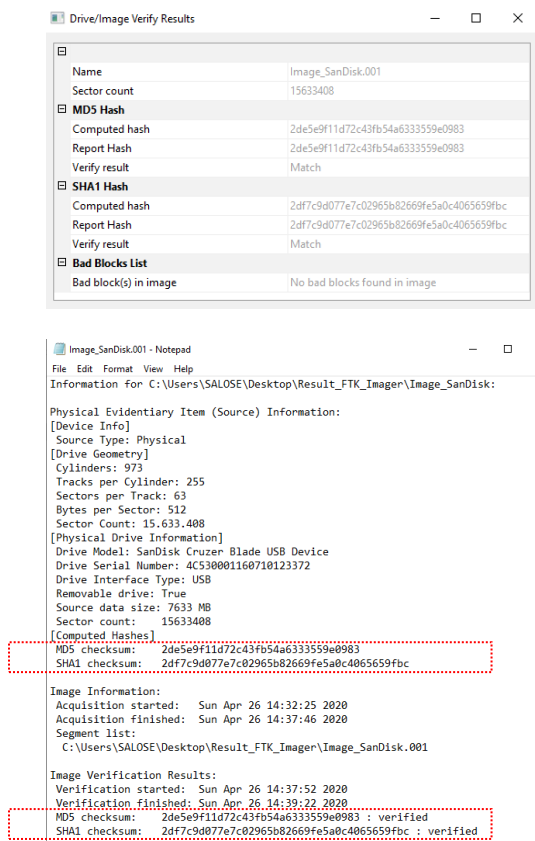 Drive/Image Verify Results
Name Image_SanDisk.001
Sector count 15633408
MD5 Hash
Computed hash 2de5e9f11d72c43fb54a6333559e0983
Report Hash 2de5e9f11d72c43fb54a6333559e0983
Verify result Match
SHA1 Hash
Computed hash 2df7c9d077e7c02965b82669fe5a0c4065659fbc
Report Hash 2df7c9d077e7c02965b82669fe5a0c4065659fbc
Verify result Match
Bad Blocks List
Bad block(s) in image No bad blocks found in image
Image_SanDisk.001 - Notepad
File Edit Format View Help
Information for C:\Users\SALOSE\Desktop\Result_FTK_Imager\Image_SanDisk:
Physical Evidentiary Item (Source) Information:
[Device Info]
Source Type: Physical
[Drive Geometry]
Cylinders: 973
Tracks per Cylinder: 255
Sectors per Track: 63
Bytes per Sector: 512
Sector Count: 15.633.408
[Physical Drive Information]
Drive Model: SanDisk Cruzer Blade USB Device
Drive Serial Number: 4C530001160710123372
Drive Interface Type: USB
Removable drive: True
Source data size: 7633 MB
Sector count: 15633408
[Computed Hashes]
MD5 checksum: 2de5e9f11d72c43fb54a6333559e0983
SHA1 checksum: 2df7c9d077e7c02965b82669fe5a0c4065659fbc
Image Information:
Acquisition started: Sun Apr 26 14:32:25 2020
Acquisition finished: Sun Apr 26 14:37:46 2020
Segment list:
C:\Users\SALOSE\Desktop\Result_FTK_Imager\Image_SanDisk.001
Image Verification Results:
Verification started: Sun Apr 26 14:37:52 2020
Verification finished: Sun Apr 26 14:39:22 2020
MD5 checksum: 2de5e9f11d72c43fb54a6333559e0983 : verified
SHA1 checksum: 2df7c9d077e7c02965b82669fe5a0c4065659fbc : verified